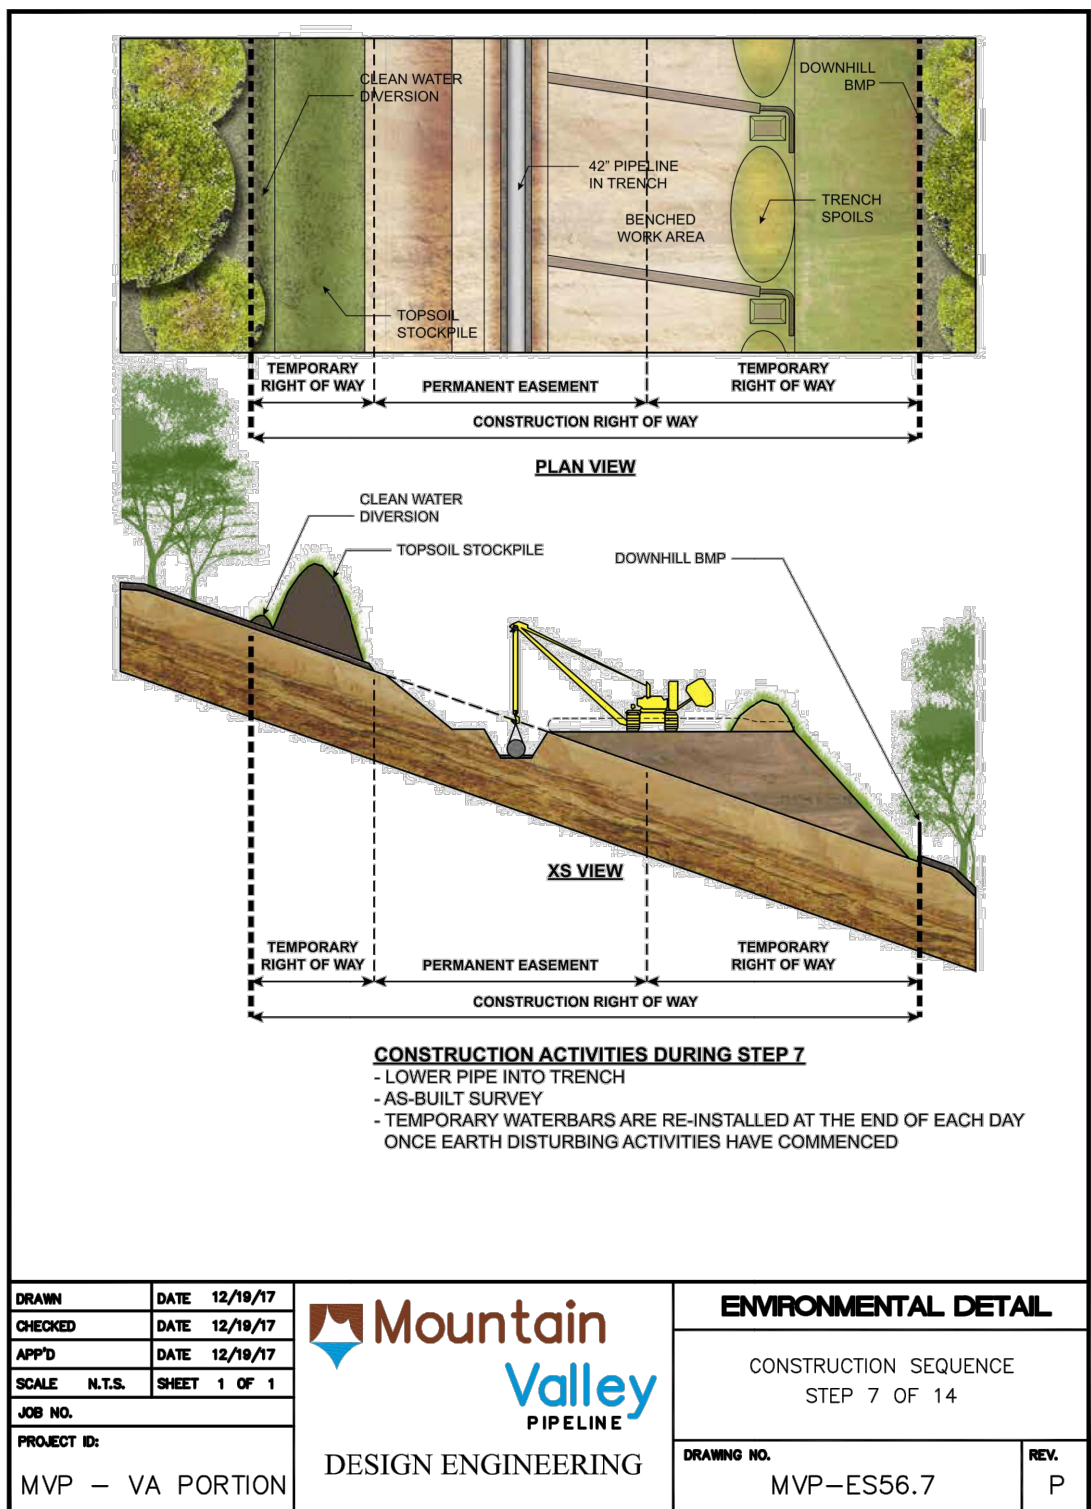 CLEAN WATER
DIVERSION
DOWNHILL
BMP
42" PIPELINE
IN TRENCH
BENCHED
WORK AREA
TRENCH
SPOILS
TOPSOIL
STOCKPILE
TEMPORARY
RIGHT OF WAY
PERMANENT EASEMENT
TEMPORARY
RIGHT OF WAY
CONSTRUCTION RIGHT OF WAY
PLAN VIEW
CLEAN WATER
DIVERSION
TOPSOIL STOCKPILE
DOWNHILL BMP
XS VIEW
TEMPORARY
RIGHT OF WAY
PERMANENT EASEMENT
TEMPORARY
RIGHT OF WAY
CONSTRUCTION RIGHT OF WAY
CONSTRUCTION ACTIVITIES DURING STEP 7
- LOWER PIPE INTO TRENCH
- AS-BUILT SURVEY
- TEMPORARY WATERBARS ARE RE-INSTALLED AT THE END OF EACH DAY
ONCE EARTH DISTURBING ACTIVITIES HAVE COMMENCED
DRAWN DATE 12/19/17
CHECKED DATE 12/19/17
APP'D DATE 12/19/17
SCALE N.T.S. SHEET 1 OF 1
JOB NO.
PROJECT ID:
MVP - VA PORTION
Mountain
Valley
PIPELINE
DESIGN ENGINEERING
ENVIRONMENTAL DETAIL
CONSTRUCTION SEQUENCE
STEP 7 OF 14
DRAWING NO.
MVP-ES56.7
REV.
P